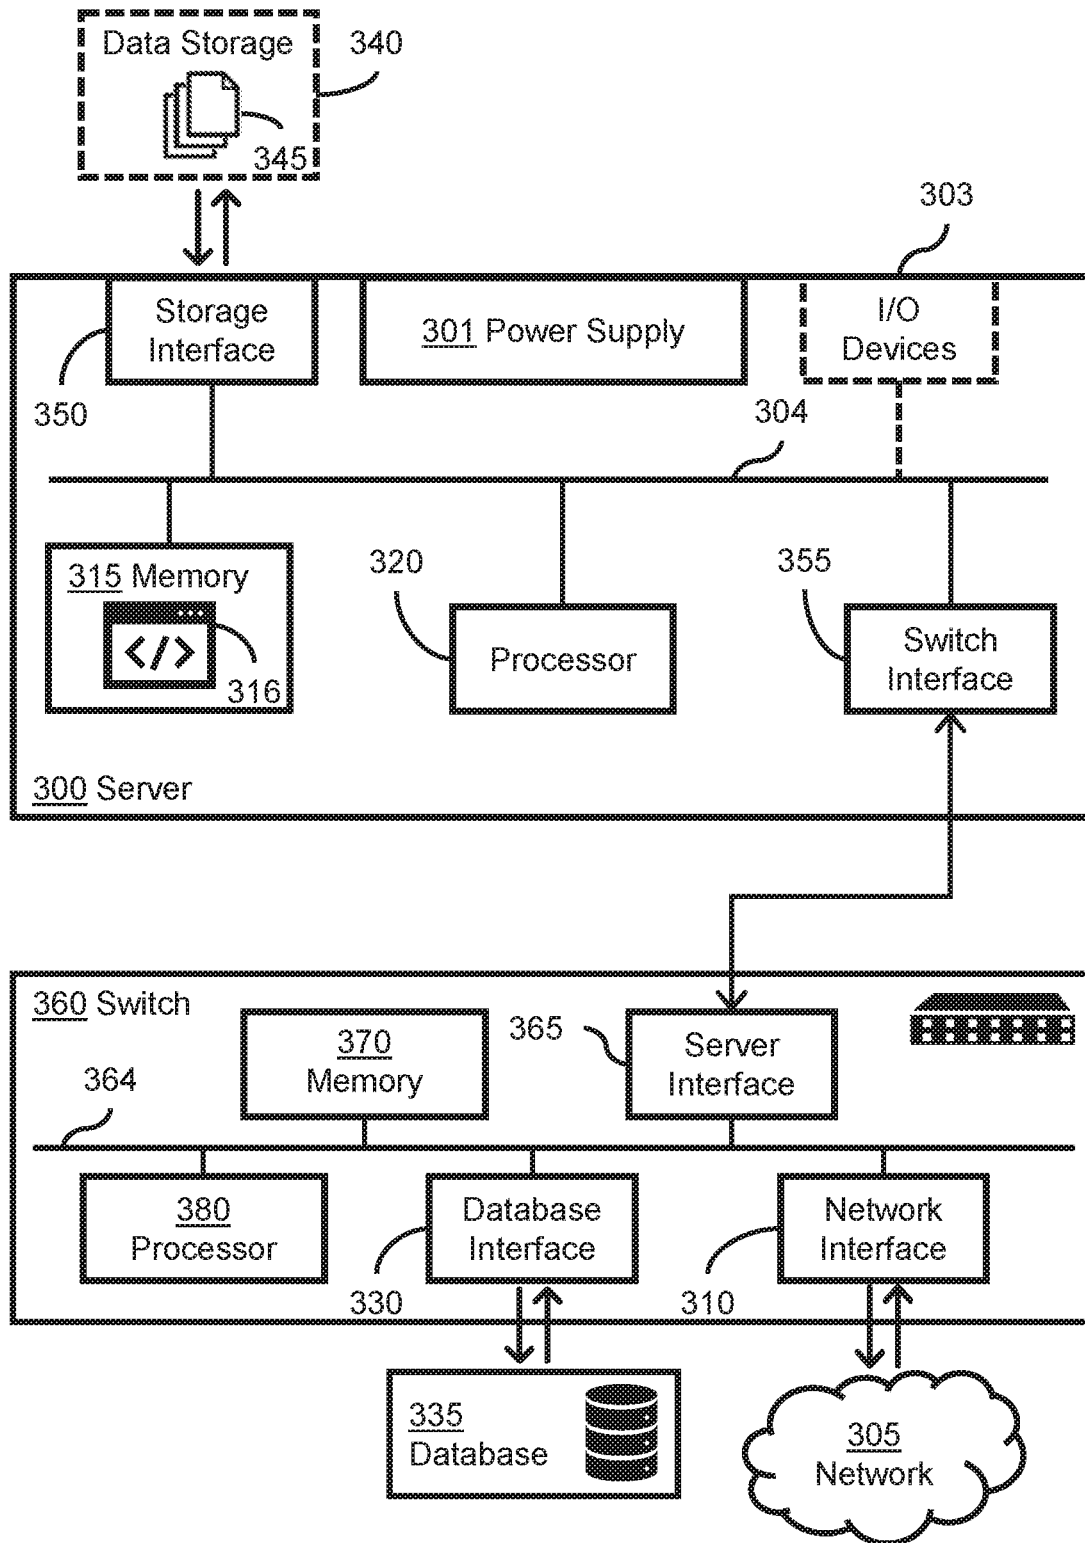 Data Storage
340
345
303
Storage
Interface
301 Power Supply
I/O
Devices
350
304
315 Memory
</>
316
320
Processor
355
Switch
Interface
300 Server
360 Switch
370
Memory
365
Server
Interface
364
380
Processor
Database
Interface
Network
Interface
330
310
335
Database
305
Network